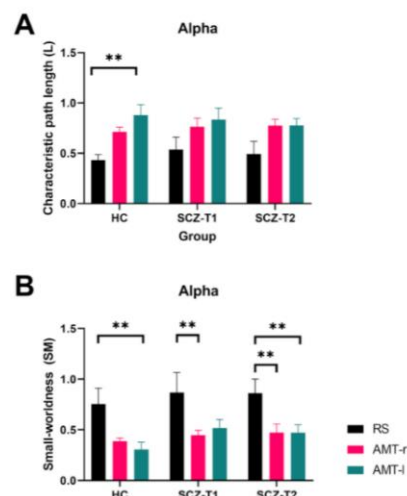 A
Alpha
Characteristic path length (L)
1.5
**
1.0
0.5
0.0
HC SCZ-T1 SCZ-T2
Group
B
Alpha
Small-worldness (SM)
1.5
** ** **
**
1.0
0.5
0.0
HC SCZ-T1 SCZ-T2
RS
AMT-r
AMT-l